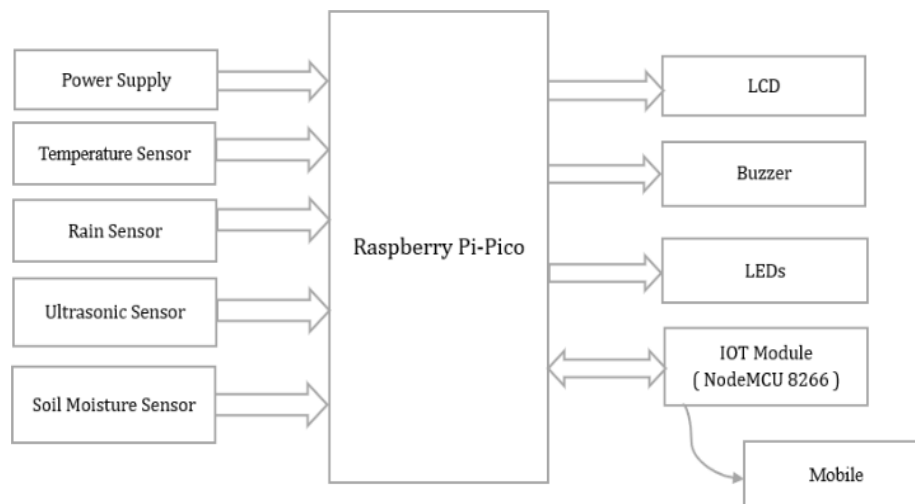 Power Supply
Temperature Sensor
Rain Sensor
Ultrasonic Sensor
Soil Moisture Sensor
Raspberry Pi-Pico
LCD
Buzzer
LEDs
IOT Module
( NodeMCU 8266 )
Mobile